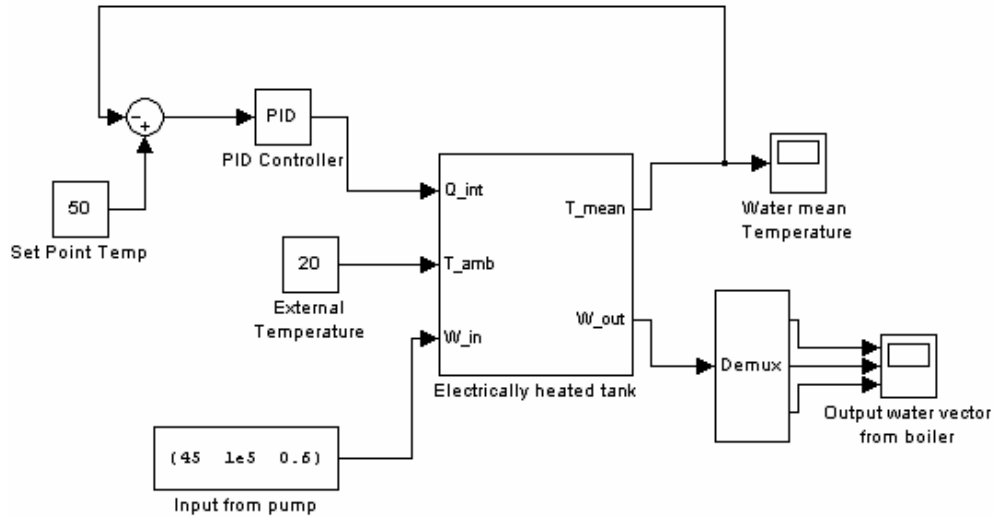 -
+
PID
PID Controller
50
Set Point Temp
Q_int
T_mean
Water mean
Temperature
20
T_amb
External
Temperature
W_in
W_out
Electrically heated tank
Demux
Output water vector
from boiler
(45 1e5 0.6)
Input from pump